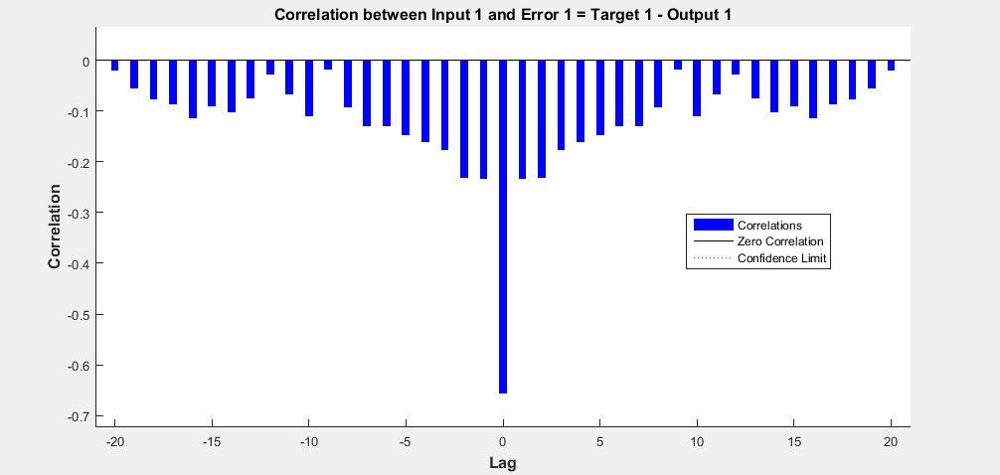 Correlation between Input 1 and Error 1 = Target 1 - Output 1
Correlation
0
-0.1
-0.2
-0.3
-0.4
-0.5
-0.6
-0.7
Correlations
Zero Correlation
Confidence Limit
-20 -15 -10 -5 0 5 10 15 20
Lag